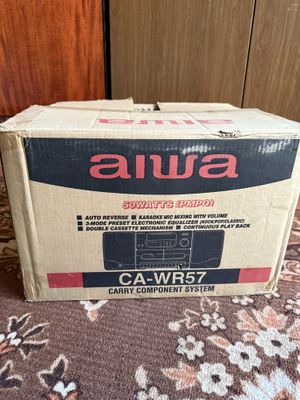 aiwa
50WATTS (PMPO)
■ AUTO REVERSE ■ KARAOKE MIC MIXING WITH VOLUME
■ 3-MODE PRESET ELECTRONIC EQUALIZER (ROCK/POP/CLASSIC)
■ DOUBLE CASSETTE MECHANISM ■ CONTINUOUS PLAY BACK
CA-WR57
CARRY COMPONENT SYSTEM